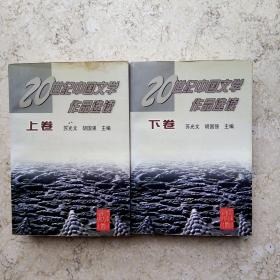 20世纪中国文学
作品选读
上卷
苏光文 胡国强 主编
20世纪中国文学
作品选读
下卷
苏光文 胡国强 主编